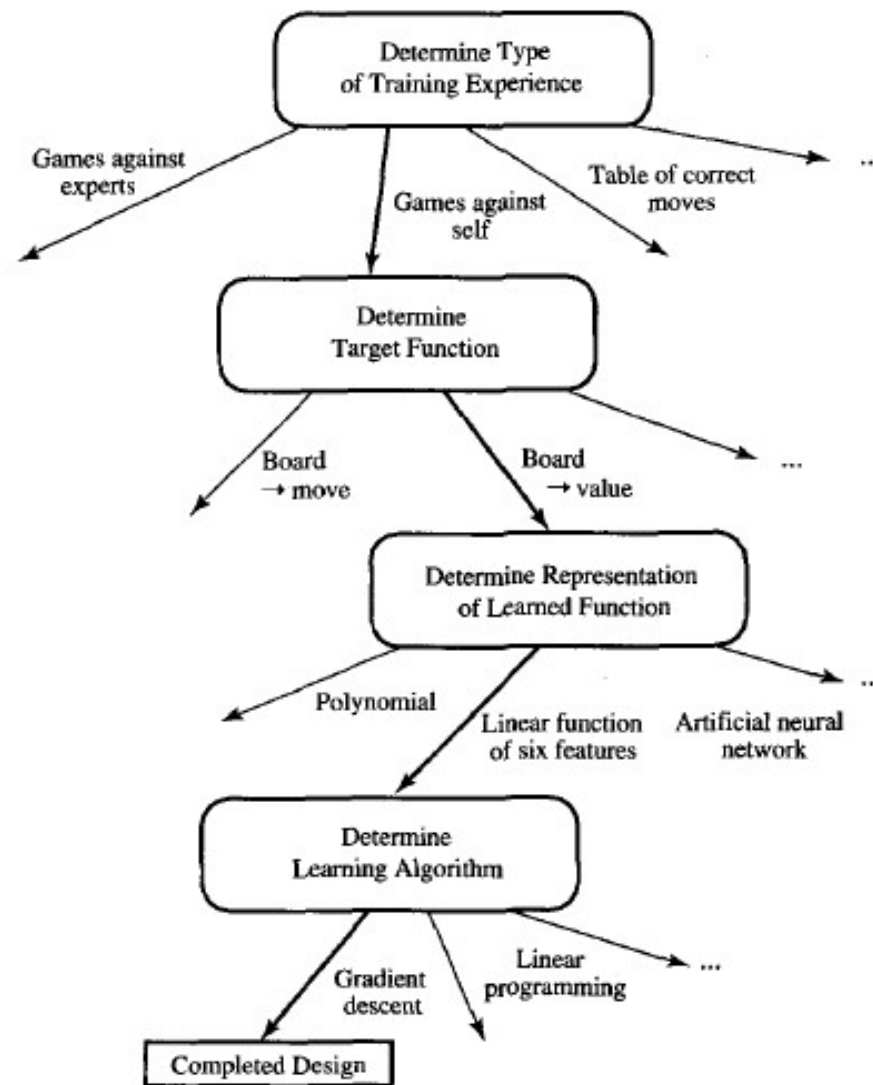 Determine Type
of Training Experience
Games against
experts
Games against
self
Table of correct
moves
...
Determine
Target Function
Board
→ move
Board
→ value
...
Determine Representation
of Learned Function
Polynomial
Linear function
of six features
Artificial neural
network
...
Determine
Learning Algorithm
Gradient
descent
Linear
programming
...
Completed Design